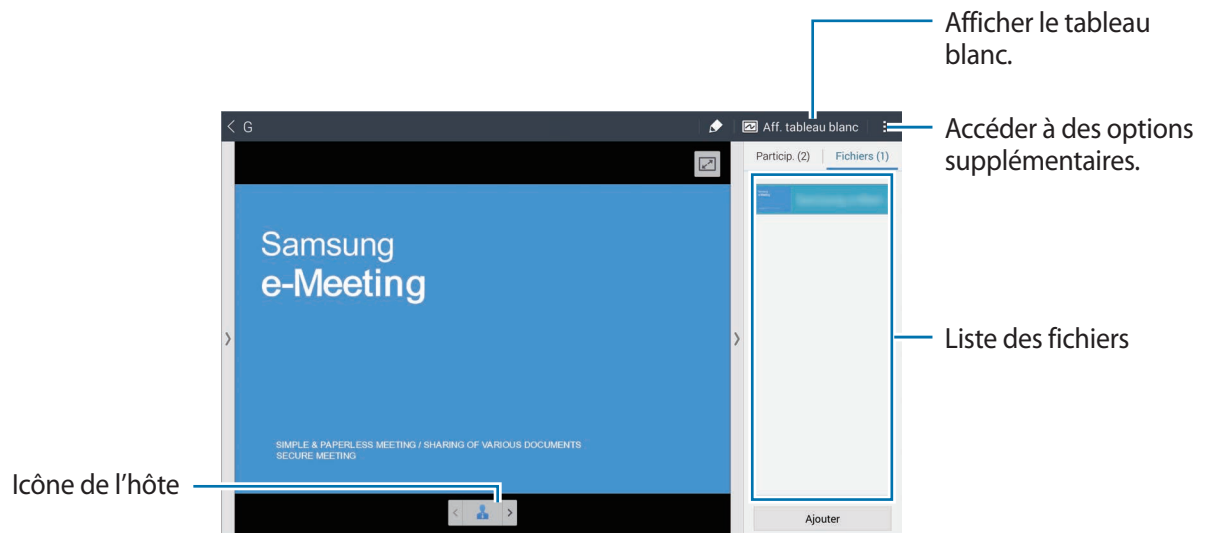 Afficher le tableau
blanc.
G
Aff. tableau blanc
Accéder à des options
supplémentaires.
Particip. (2)
Fichiers (1)
Samsung
e-Meeting
Liste des fichiers
SIMPLE & PAPERLESS MEETING / SHARING OF VARIOUS DOCUMENTS
SECURE MEETING
Icône de l'hôte
Ajouter